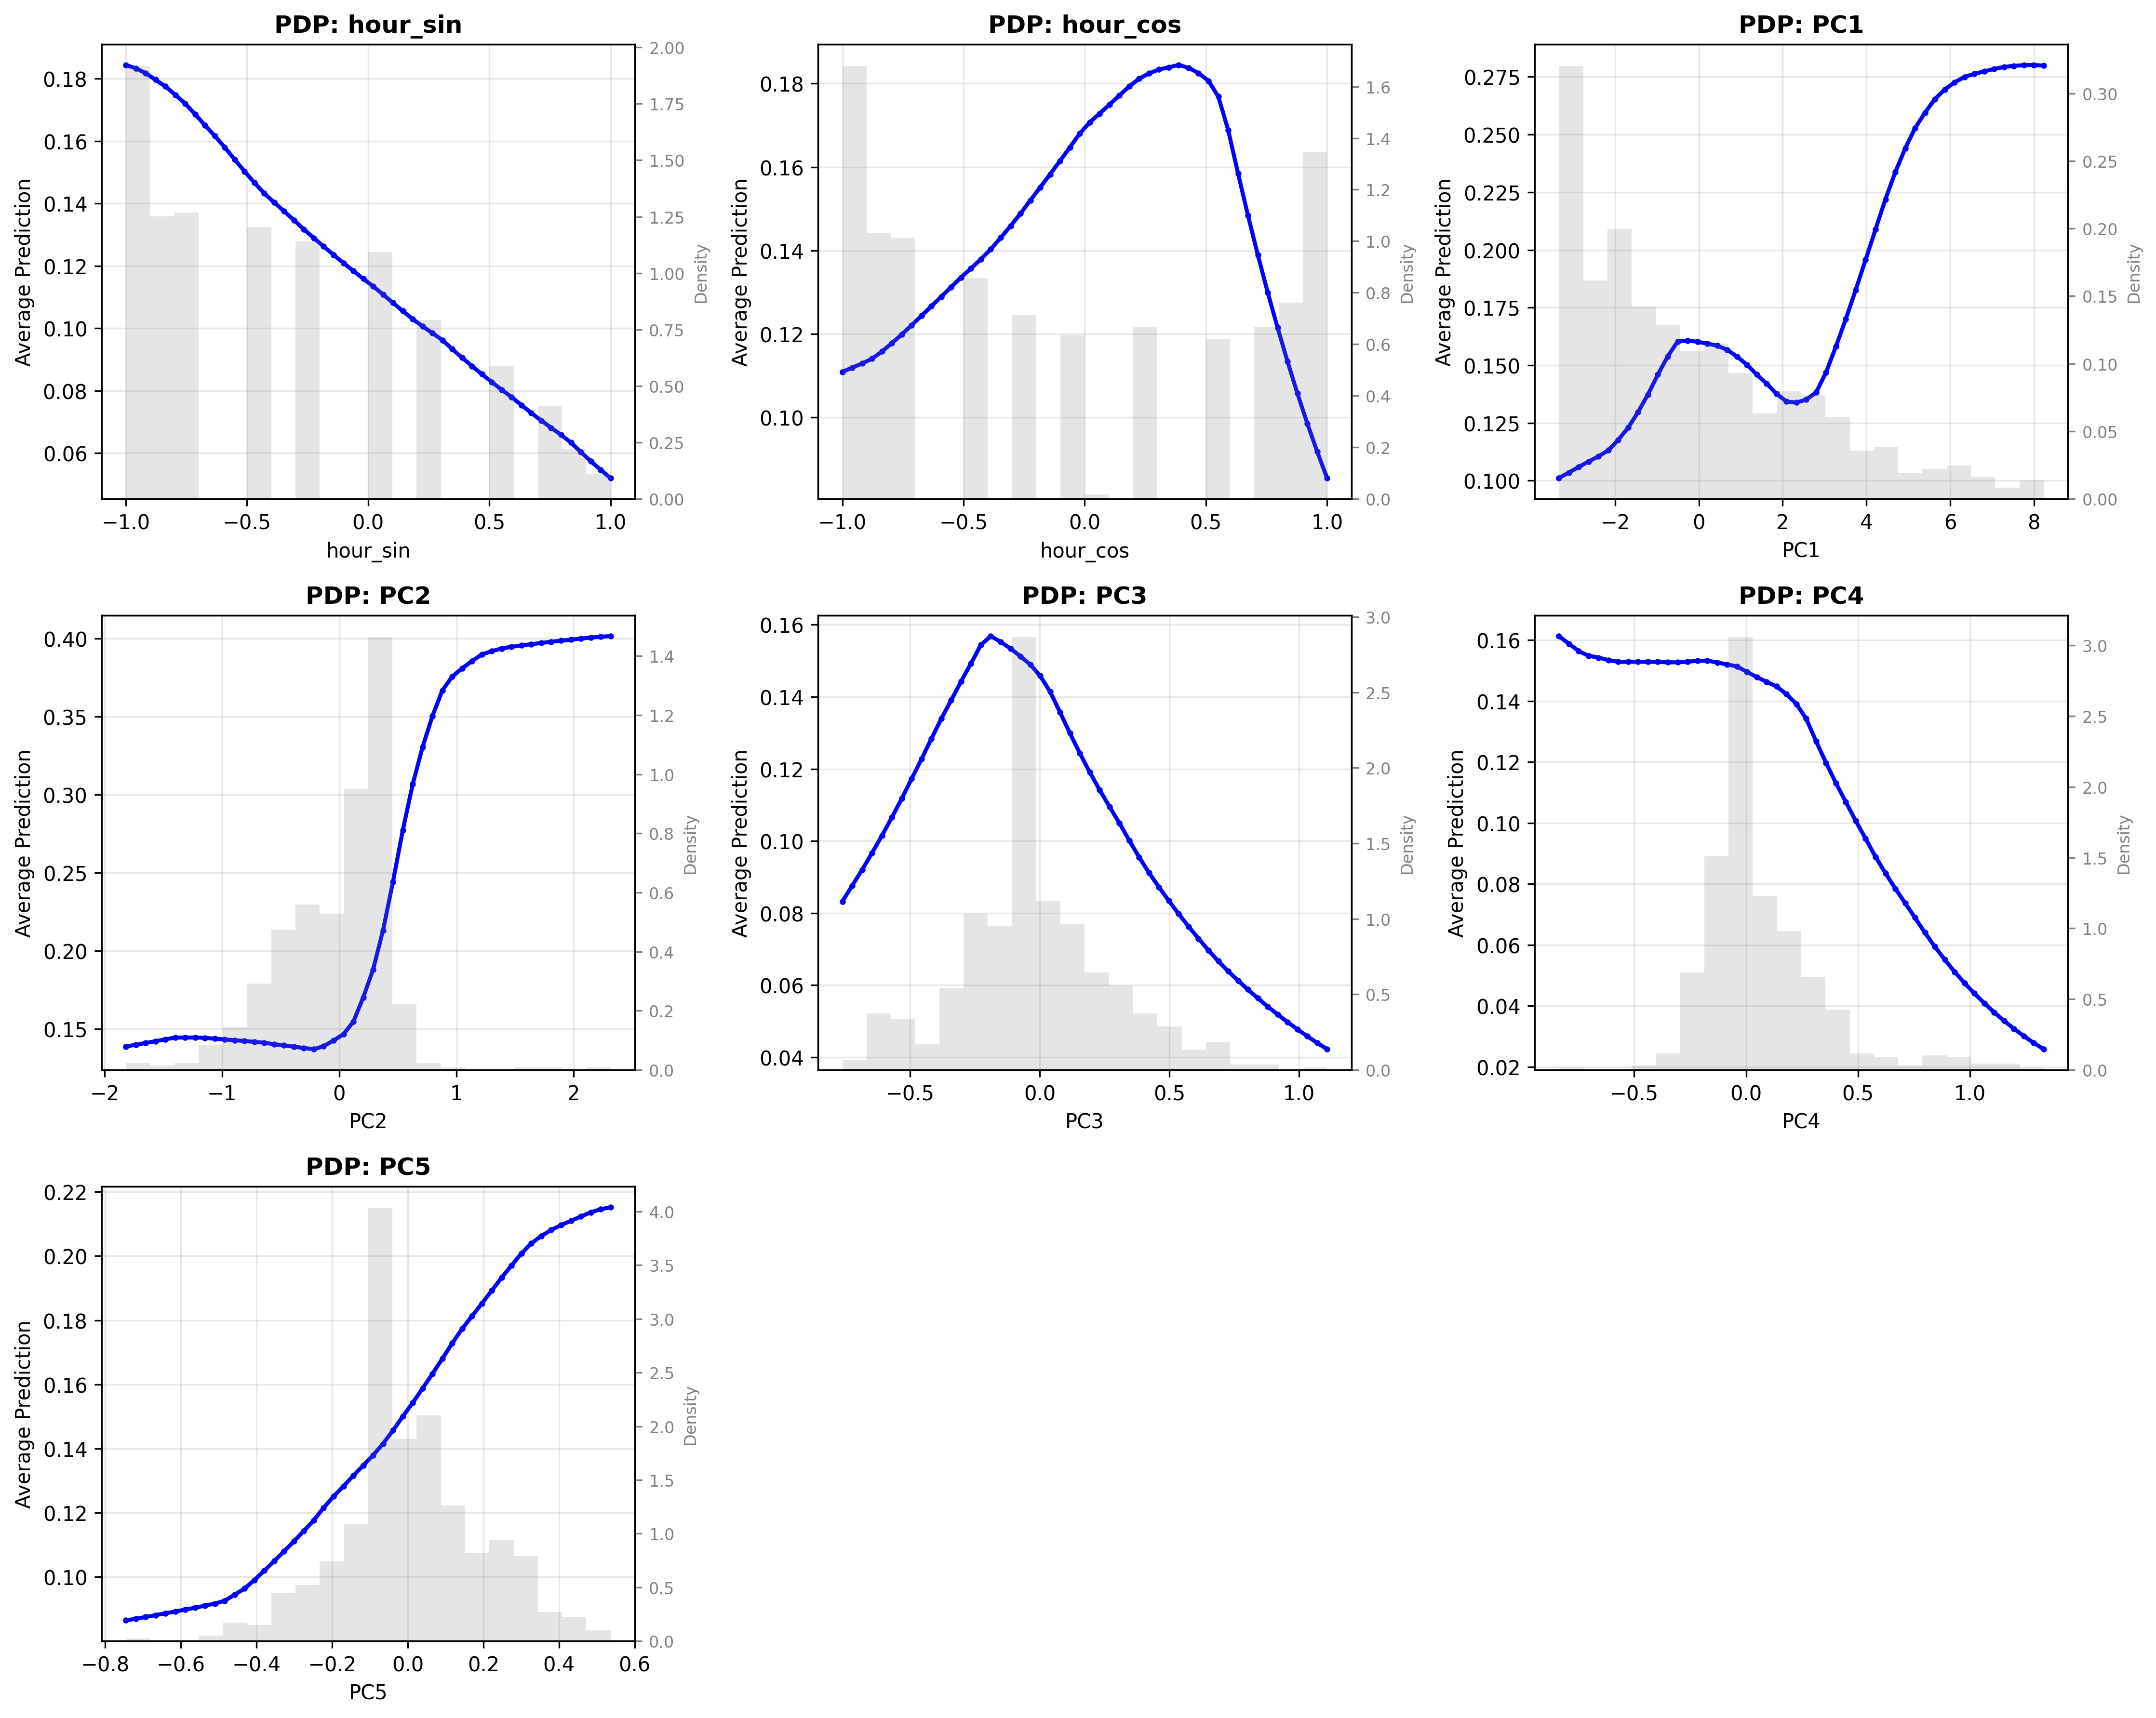 PDP: hour_sin
Average Prediction
0.18
0.16
0.14
0.12
0.10
0.08
0.06
2.00
1.75
1.50
1.25
1.00
0.75
0.50
0.25
0.00
Density
−1.0 −0.5 0.0 0.5 1.0
hour_sin
PDP: hour_cos
Average Prediction
0.18
0.16
0.14
0.12
0.10
1.6
1.4
1.2
1.0
0.8
0.6
0.4
0.2
0.0
Density
−1.0 −0.5 0.0 0.5 1.0
hour_cos
PDP: PC1
Average Prediction
0.275
0.250
0.225
0.200
0.175
0.150
0.125
0.100
0.30
0.25
0.20
0.15
0.10
0.05
0.00
Density
−2 0 2 4 6 8
PC1
PDP: PC2
Average Prediction
0.40
0.35
0.30
0.25
0.20
0.15
1.4
1.2
1.0
0.8
0.6
0.4
0.2
0.0
Density
−2 −1 0 1 2
PC2
PDP: PC3
Average Prediction
0.16
0.14
0.12
0.10
0.08
0.06
0.04
3.0
2.5
2.0
1.5
1.0
0.5
0.0
Density
−0.5 0.0 0.5 1.0
PC3
PDP: PC4
Average Prediction
0.16
0.14
0.12
0.10
0.08
0.06
0.04
0.02
3.0
2.5
2.0
1.5
1.0
0.5
0.0
Density
−0.5 0.0 0.5 1.0
PC4
PDP: PC5
Average Prediction
0.22
0.20
0.18
0.16
0.14
0.12
0.10
4.0
3.5
3.0
2.5
2.0
1.5
1.0
0.5
0.0
Density
−0.8 −0.6 −0.4 −0.2 0.0 0.2 0.4 0.6
PC5